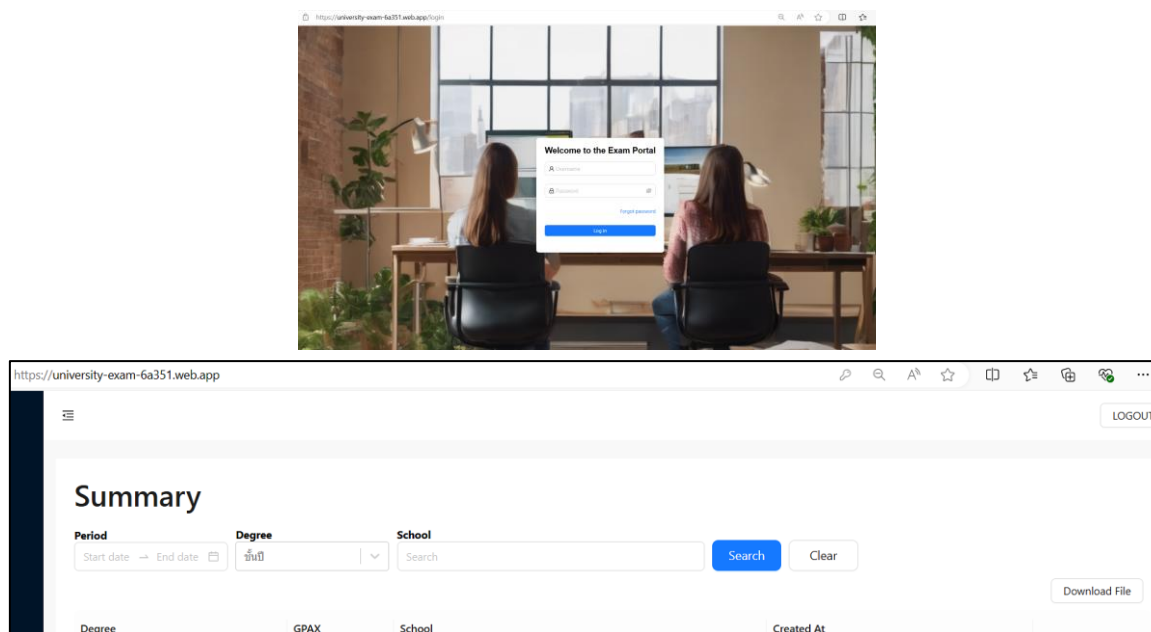 https://university-exam-6a351.web.app/login
Welcome to the Exam Portal
Username
Password
Forgot password
Log in
https://university-exam-6a351.web.app
LOGOUT
Summary
Period Degree School
Start date → End date ชั้นปี Search Search Clear
Download File
Degree GPAX School Created At